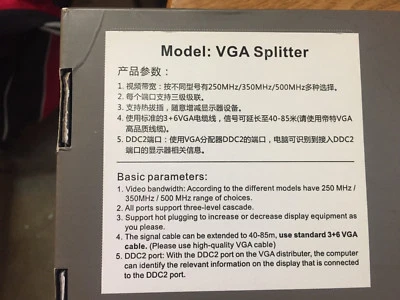 Model: VGA Splitter
产品参数：
1. 视频带宽：按不同型号有250MHz/350MHz/500MHz多种选择。
2. 每个端口支持三级级联。
3. 支持热拔插，随意增减显示器设备。
4. 使用标准的3+6VGA电缆线，信号可延长至40-85米(请使用带特VGA
高品质线缆)。
5. DDC2端口：使用VGA分配器DDC2的端口，电脑可识别到接入DDC2
端口的显示器相关信息。
Basic parameters:
1. Video bandwidth: According to the different models have 250 MHz /
350MHz / 500 MHz range of choices.
2. All ports support three-level cascade.
3. Support hot plugging to increase or decrease display equipment as
you please.
4. The signal cable can be extended to 40-85m, use standard 3+6 VGA
cable. (Please use high-quality VGA cable)
5. DDC2 port: With the DDC2 port on the VGA distributer, the computer
can identify the relevant information on the display that is connected
to the DDC2 port.